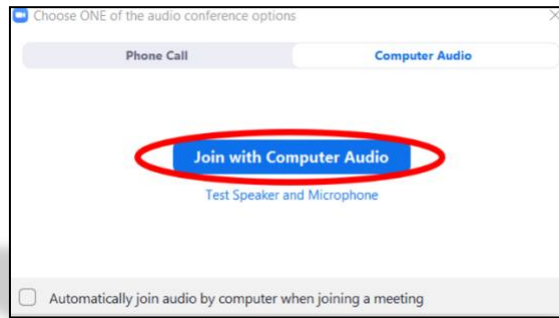 Choose ONE of the audio conference options
Phone Call
Computer Audio
Join with Computer Audio
Test Speaker and Microphone
Automatically join audio by computer when joining a meeting